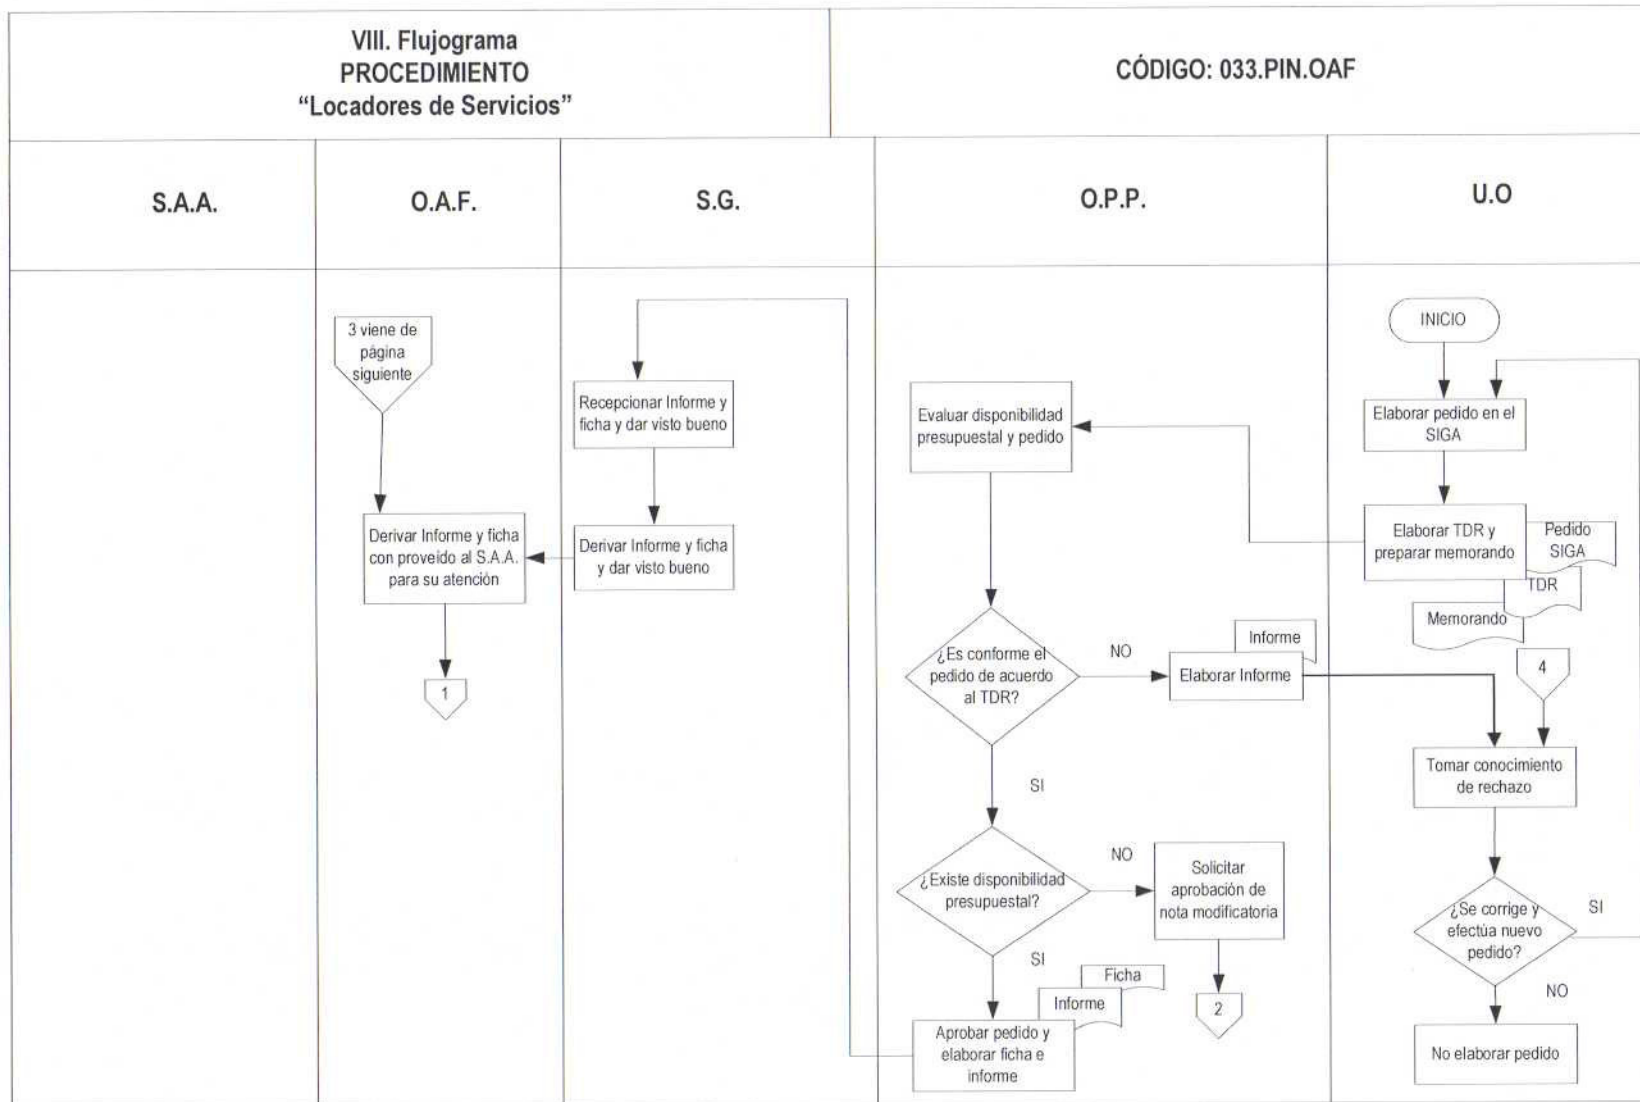 VIII. Flujograma
PROCEDIMIENTO
“Locadores de Servicios”
CÓDIGO: 033.PIN.OAF
S.A.A.
O.A.F.
S.G.
O.P.P.
U.O
3 viene de
página
siguiente
Derivar Informe y ficha
con proveído al S.A.A.
para su atención
1
Recepcionar Informe y
ficha y dar visto bueno
Derivar Informe y ficha
y dar visto bueno
Evaluar disponibilidad
presupuestal y pedido
¿Es conforme el
pedido de acuerdo
al TDR?
NO
Informe
Elaborar Informe
SI
¿Existe disponibilidad
presupuestal?
NO
Solicitar
aprobación de
nota modificatoria
2
SI
Ficha
Informe
Aprobar pedido y
elaborar ficha e
informe
INICIO
Elaborar pedido en el
SIGA
Elaborar TDR y
preparar memorando
Pedido
SIGA
TDR
Memorando
4
Tomar conocimiento
de rechazo
¿Se corrige y
efectúa nuevo
pedido?
SI
NO
No elaborar pedido